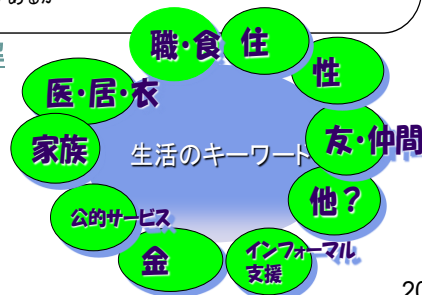 職・食
住
性
医・居・衣
家族
生活のキーワード
友・仲間
他？
公的サービス
金
インフォーマル
支援
20